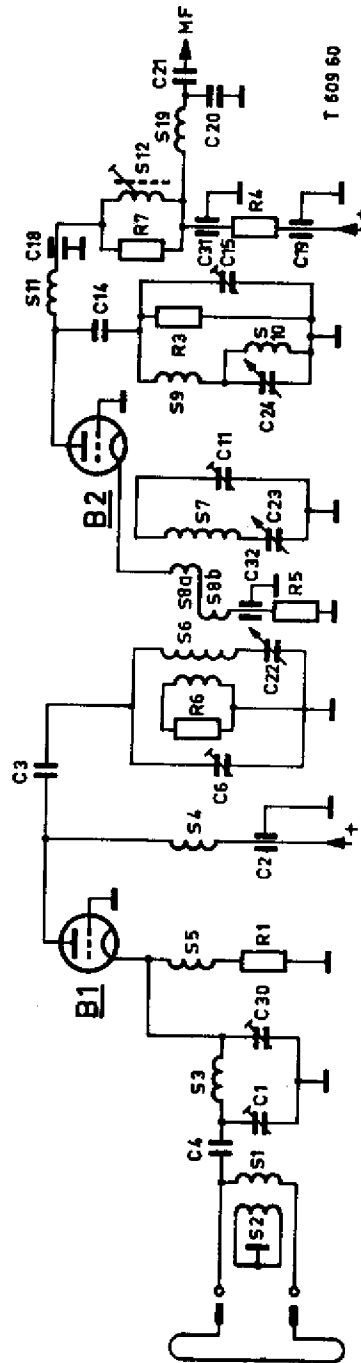 S2
S1
C4
C1
S3
C30
R1
S5
B1
C2
+
S4
C3
C6
R6
S6
C22
S8a
S8b
C32
R5
S7
C23
C11
B2
S9
C24
S
10
R3
C14
C15
S11
C18
R7
S12
C31
R4
C19
+
S19
C20
C21
MF
T 609 60